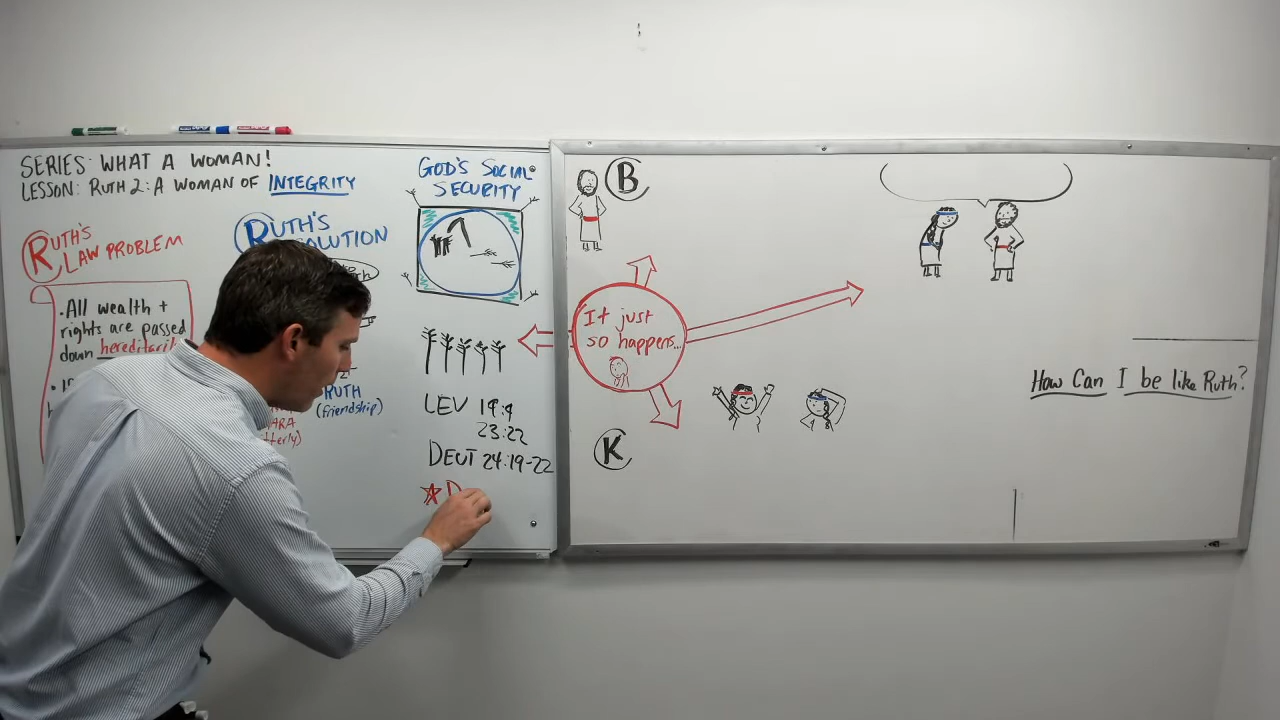 SERIES: WHAT A WOMAN!
LESSON: RUTH 2: A WOMAN OF INTEGRITY
RUTH'S
LAW PROBLEM
All wealth +
rights are passed
down
RUTH'S
RUTH
(friendship)
GOD'S SOCIAL
SECURITY
LEV 19:9
23:22
DEUT 24:19-22
B
It just
so happens...
K
How Can I be like Ruth?